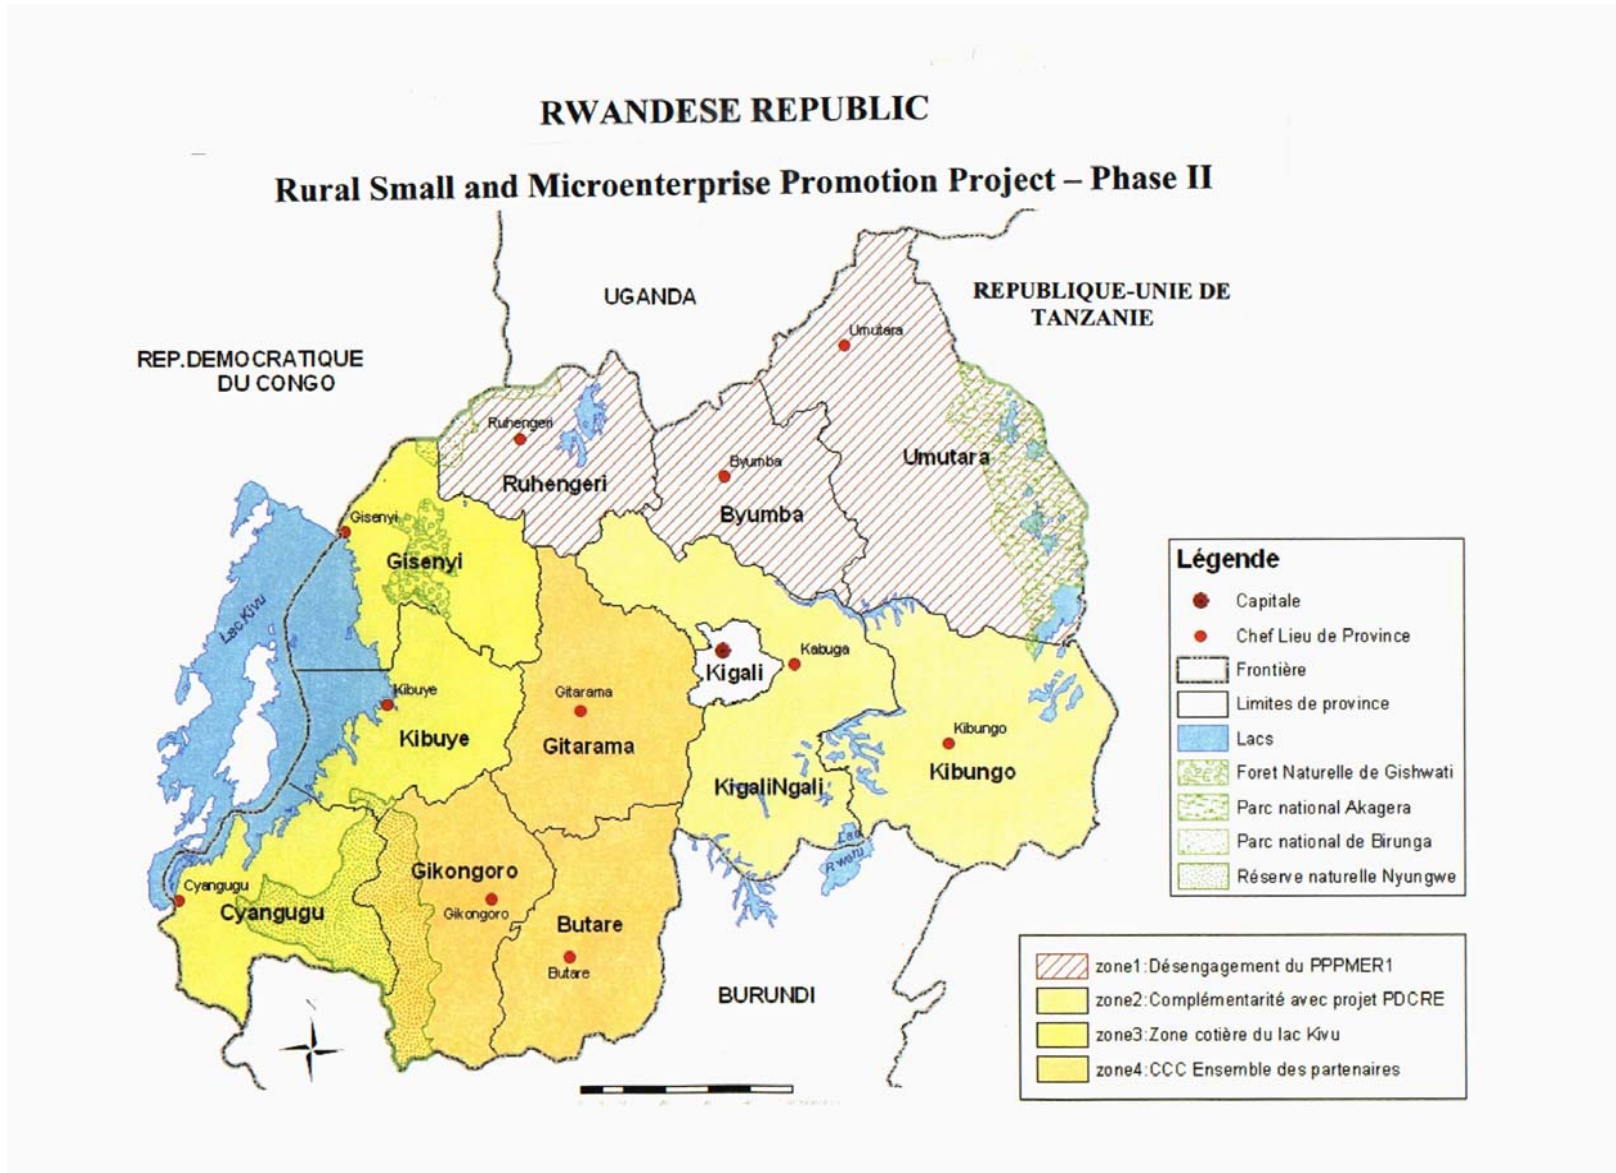 RWANDESE REPUBLIC
Rural Small and Microenterprise Promotion Project – Phase II
UGANDA
REPUBLIQUE-UNIE DE
TANZANIE
REP.DEMOCRATIQUE
DU CONGO
Umutara
Ruhengeri
Umutara
Byumba
Ruhengeri
Byumba
Gisenyi
Gisenyi
Lac Kivu
Kabuga
Kigali
Kibuye
Gitarama
Kibungo
Kibuye
Gitarama
Kibungo
KigaliNgali
Lac
Rweru
Gikongoro
Cyangugu
Gikongoro
Cyangugu
Butare
Butare
BURUNDI
N
Légende
Capitale
Chef Lieu de Province
Frontière
Limites de province
Lacs
Foret Naturelle de Gishwati
Parc national Akagera
Parc national de Birunga
Réserve naturelle Nyungwe
zone1:Désengagement du PPPMER1
zone2:Complémentarité avec projet PDCRE
zone3:Zone cotière du lac Kivu
zone4:CCC Ensemble des partenaires